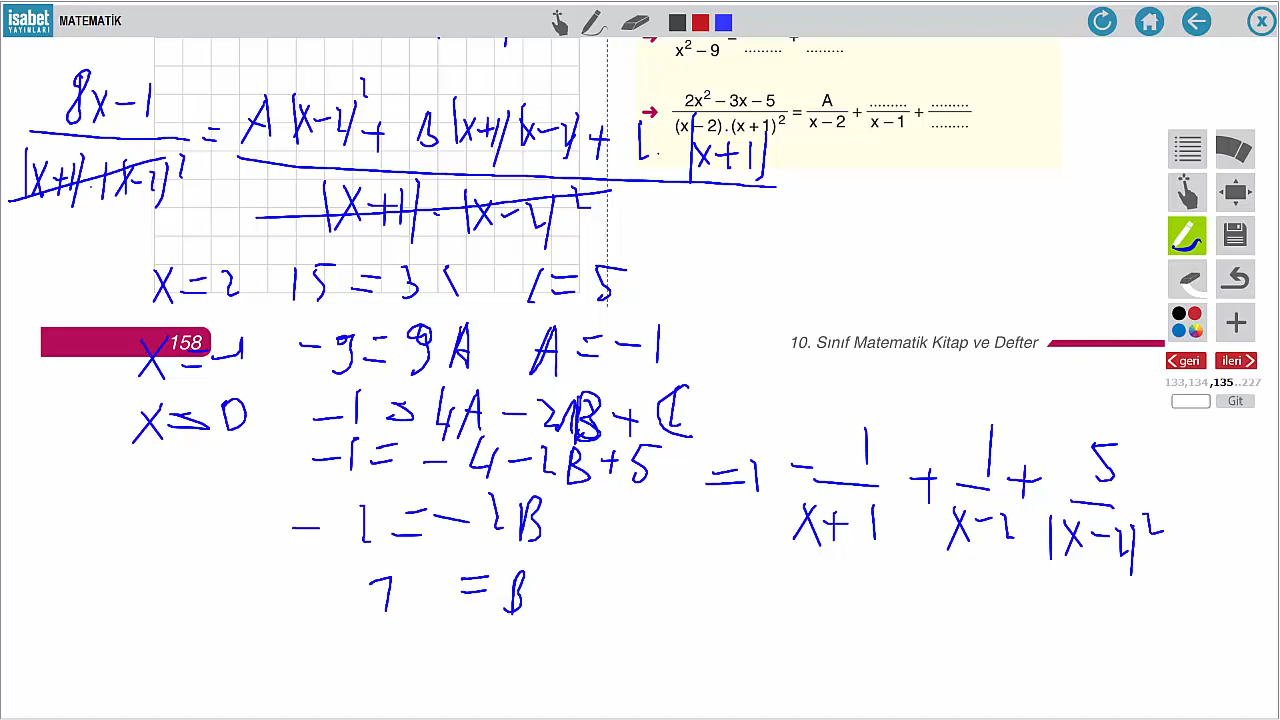 isabet
YAYINLARI
MATEMATİK
x² – 9 = ......... + .........
(2x² – 3x – 5)/((x – 2).(x + 1)²) = A/(x – 2) + ........./(x – 1) + ........./.........
8x-1 = A(x-2)² + B(x+1)(x-2) + C.(x+1)
(x+1).(x-2)² (x+1).(x-2)²
x=2 15=3C C=5
158
10. Sınıf Matematik Kitap ve Defter
x=-1 -9=9A A=-1
x=0 -1=4A-2B+C
-1=-4-2B+5
=> -1/(x+1) + 1/(x-2) + 5/(x-2)²
-2=-2B
1=B
geri
ileri
133,134,135..227
Git